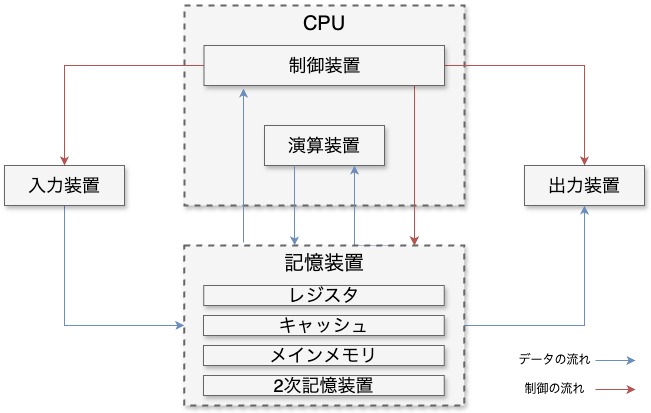 CPU
制御装置
演算装置
入力装置
出力装置
記憶装置
レジスタ
キャッシュ
メインメモリ
2次記憶装置
データの流れ
制御の流れ